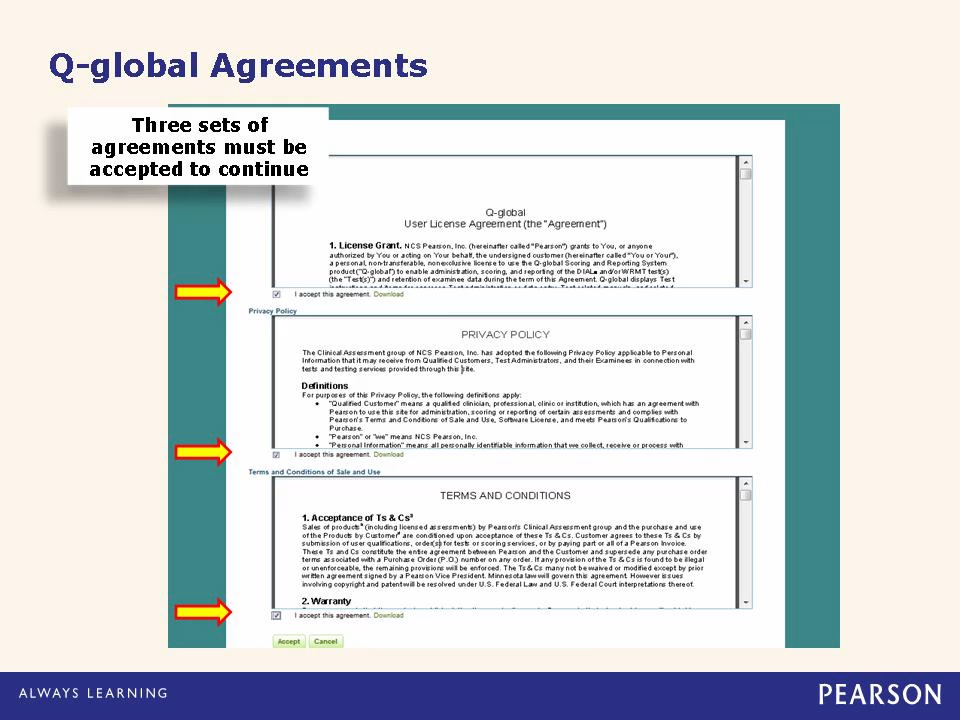 Q-global Agreements
Three sets of
agreements must be
accepted to continue
Q-global
User License Agreement (the "Agreement")
1. License Grant. NCS Pearson, Inc. (hereinafter called "Pearson") grants to You, or anyone
authorized by You or acting on Your behalf, the undersigned customer (hereinafter called "You or Your"),
a personal, non-transferable, nonexclusive license to use the Q-global Scoring and Reporting System
product ("Q-global") to enable administration, scoring, and reporting of the DIAL and/or WRMT test(s)
(the "Test(s)") and retention of examinee data during the term of this Agreement. Q-global displays Test
I accept this agreement. Download
Privacy Policy
PRIVACY POLICY
The Clinical Assessment group of NCS Pearson, Inc. has adopted the following Privacy Policy applicable to Personal
Information that it may receive from Qualified Customers, Test Administrators, and their Examinees in connection with
tests and testing services provided through this site.
Definitions
For purposes of this Privacy Policy, the following definitions apply:
• "Qualified Customer" means a qualified clinician, professional, clinic or institution, which has an agreement with
Pearson to use this site for administration, scoring or reporting of certain assessments and complies with
Pearson's Terms and Conditions of Sale and Use, Software License, and meets Pearson's Qualifications to
Purchase.
• "Pearson" or "we" means NCS Pearson, Inc.
• "Personal Information" means all personally identifiable information that we collect, receive or process with
I accept this agreement. Download
Terms and Conditions of Sale and Use
TERMS AND CONDITIONS
1. Acceptance of Ts & Cs³
Sales of products (including licensed assessments) by Pearson's Clinical Assessment group and the purchase and use
of the Products by Customer are conditioned upon acceptance of these Ts & Cs. Customer agrees to these Ts & Cs by
submission of user qualifications, order(s) for tests or scoring services, or by paying part or all of a Pearson Invoice.
These Ts and Cs constitute the entire agreement between Pearson and the Customer and supersede any purchase order
terms associated with a Purchase Order (P.O.) number on any order. If any provision of the Ts & Cs is found to be illegal
or unenforceable, the remaining provisions will be enforced. The Ts & Cs many not be waived or modified except by prior
written agreement signed by a Pearson Vice President. Minnesota law will govern this agreement. However issues
involving copyright and patent will be resolved under U.S. Federal Law and U.S. Federal Court interpretations thereof.
2. Warranty
I accept this agreement. Download
Accept Cancel
ALWAYS LEARNING
PEARSON